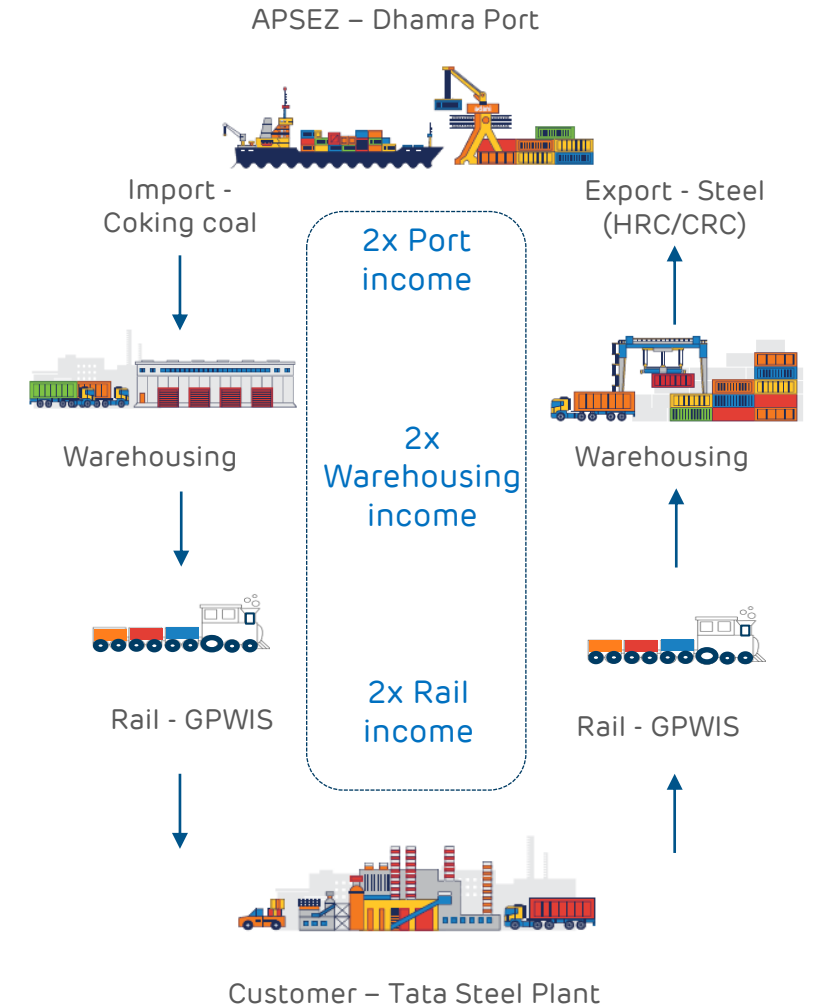 APSEZ – Dhamra Port
Import -
Coking coal
Export - Steel
(HRC/CRC)
2x Port
income
Warehousing
2x
Warehousing
income
Warehousing
Rail - GPWIS
2x Rail
income
Rail - GPWIS
Customer – Tata Steel Plant